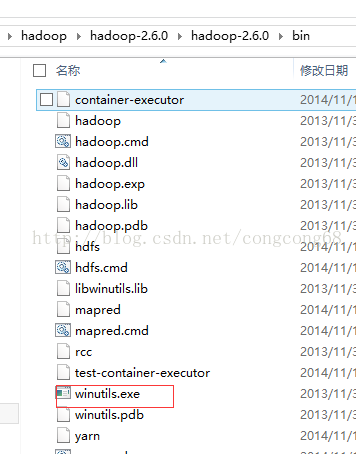 hadoop hadoop-2.6.0 hadoop-2.6.0 bin
名称 修改日期
container-executor 2014/11/1
hadoop 2013/11/3
hadoop.cmd 2014/11/1
hadoop.dll 2013/11/3
hadoop.exp 2013/11/3
hadoop.lib 2013/11/3
hadoop.pdb 2013/11/3
http://blog.csdn.net/congcong68
hdfs 2014/11/1
hdfs.cmd 2014/11/1
libwinutils.lib 2013/11/3
mapred 2014/11/1
mapred.cmd 2014/11/1
rcc 2013/11/3
test-container-executor 2014/11/1
winutils.exe 2013/11/3
winutils.pdb 2013/11/3
yarn 2014/11/1